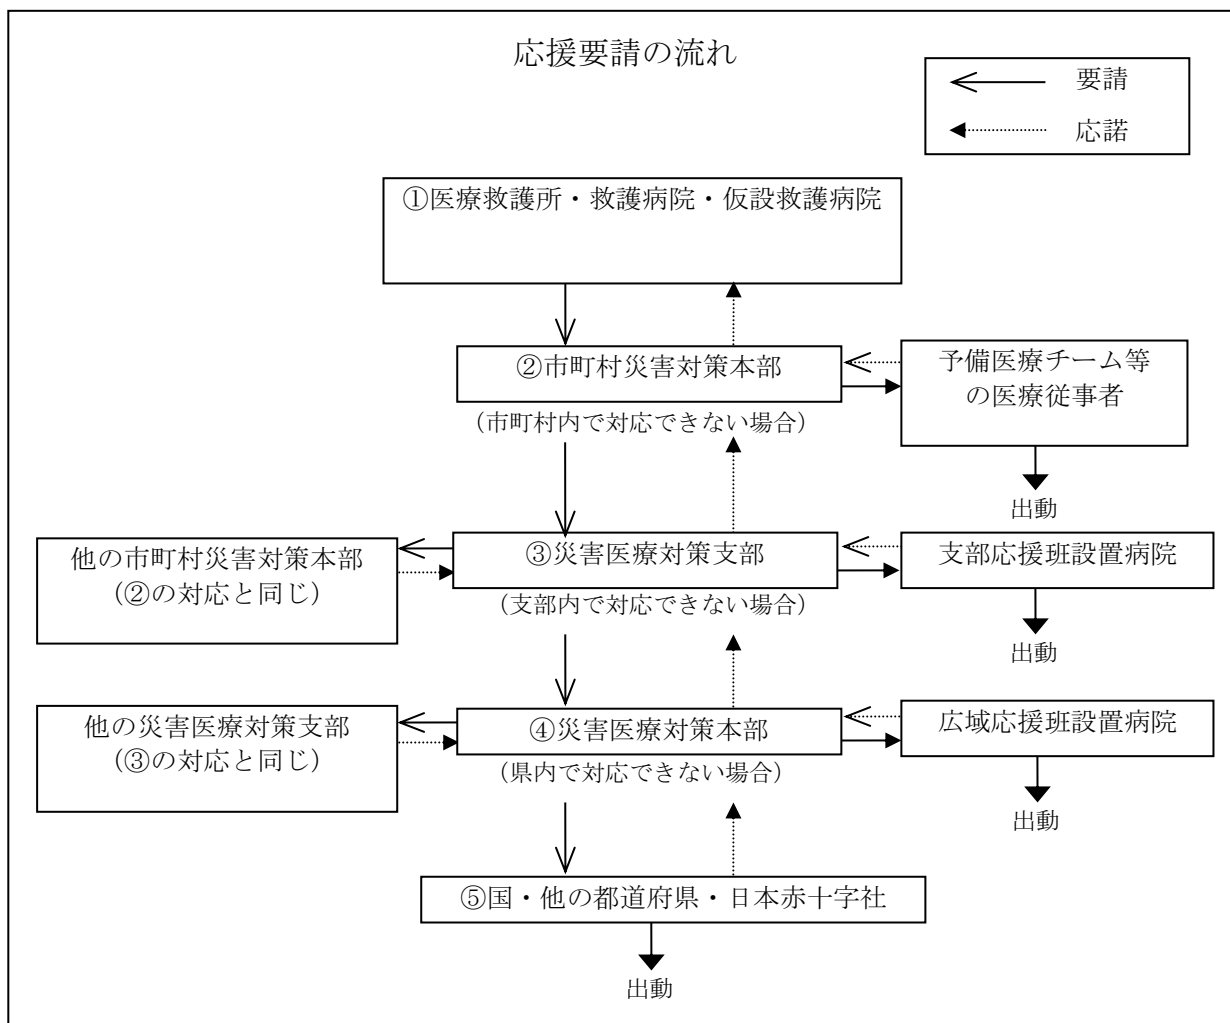 応援要請の流れ
要請
応諾
①医療救護所・救護病院・仮設救護病院
②市町村災害対策本部
(市町村内で対応できない場合)
予備医療チーム等
の医療従事者
出動
他の市町村災害対策本部
(②の対応と同じ)
③災害医療対策支部
(支部内で対応できない場合)
支部応援班設置病院
出動
他の災害医療対策支部
(③の対応と同じ)
④災害医療対策本部
(県内で対応できない場合)
広域応援班設置病院
出動
⑤国・他の都道府県・日本赤十字社
出動